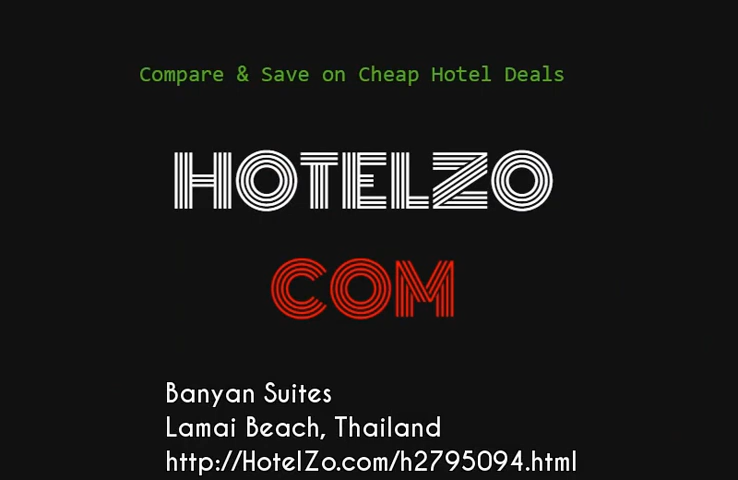 Compare & Save on Cheap Hotel Deals
HOTELZO
COM
Banyan Suites
Lamai Beach, Thailand
http://HotelZo.com/h2795094.html